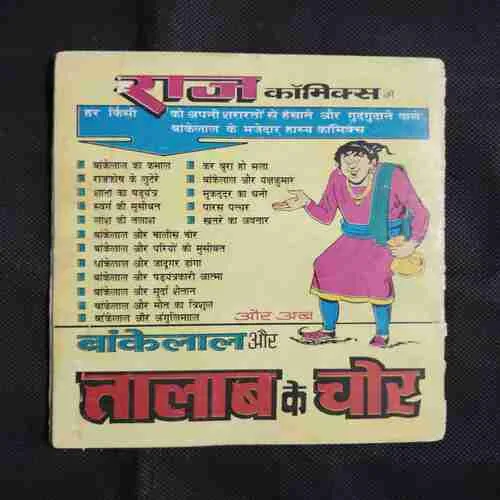 राज कॉमिक्स में
हर किसी को अपनी शरारतों से हंसाने और गुदगुदाने वाले
बांकेलाल के मजेदार हास्य कॉमिक्स
बांकेलाल का कमाल
राजकोष के लुटेरे
शाता का षड्यंत्र
स्वर्ग की मुसीबत
लाश की तलाश
बांकेलाल और चालीस चोर
बांकेलाल और परियों की मुसीबत
बांकेलाल और जादूगर डांगा
बांकेलाल और षड्यंत्रकारी आत्मा
बांकेलाल और मुर्दा शैतान
बांकेलाल और मौत का त्रिशूल
बांकेलाल और अंगुलिमाल
कर बुरा हो भला
बांकेलाल और यक्षकुमार
मुकद्दर का धनी
पारस पत्थर
खतरे का अवतार
और अब
बांकेलाल और
तालाब के चोर